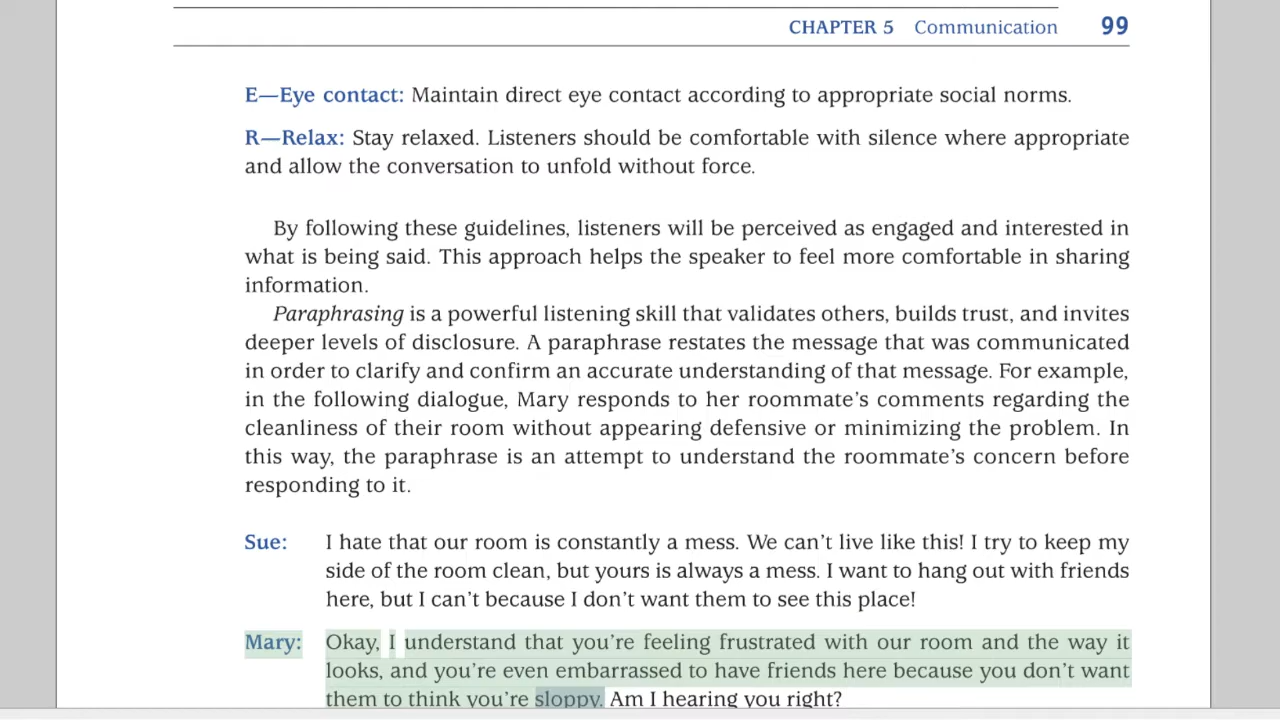 CHAPTER 5 Communication 99
E—Eye contact: Maintain direct eye contact according to appropriate social norms.
R—Relax: Stay relaxed. Listeners should be comfortable with silence where appropriate
and allow the conversation to unfold without force.
By following these guidelines, listeners will be perceived as engaged and interested in
what is being said. This approach helps the speaker to feel more comfortable in sharing
information.
Paraphrasing is a powerful listening skill that validates others, builds trust, and invites
deeper levels of disclosure. A paraphrase restates the message that was communicated
in order to clarify and confirm an accurate understanding of that message. For example,
in the following dialogue, Mary responds to her roommate’s comments regarding the
cleanliness of their room without appearing defensive or minimizing the problem. In
this way, the paraphrase is an attempt to understand the roommate’s concern before
responding to it.
Sue: I hate that our room is constantly a mess. We can’t live like this! I try to keep my
side of the room clean, but yours is always a mess. I want to hang out with friends
here, but I can’t because I don’t want them to see this place!
Mary: Okay, I understand that you’re feeling frustrated with our room and the way it
looks, and you’re even embarrassed to have friends here because you don’t want
them to think you’re sloppy. Am I hearing you right?